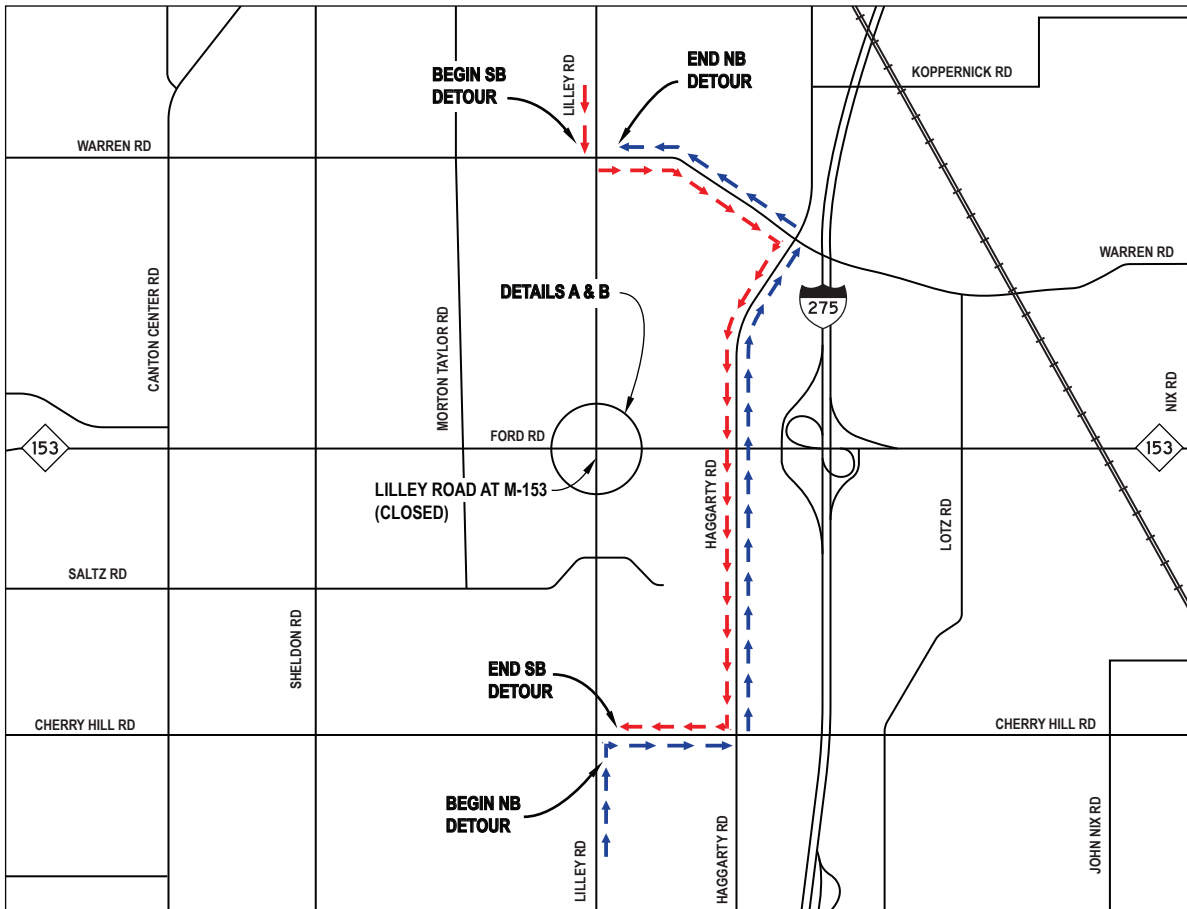 BEGIN SB
DETOUR
LILLEY RD
END NB
DETOUR
KOPPERNICK RD
WARREN RD
WARREN RD
CANTON CENTER RD
MORTON TAYLOR RD
DETAILS A & B
275
NIX RD
153
FORD RD
153
LILLEY ROAD AT M-153
(CLOSED)
HAGGARTY RD
LOTZ RD
SALTZ RD
SHELDON RD
END SB
DETOUR
CHERRY HILL RD
CHERRY HILL RD
BEGIN NB
DETOUR
LILLEY RD
HAGGARTY RD
JOHN NIX RD